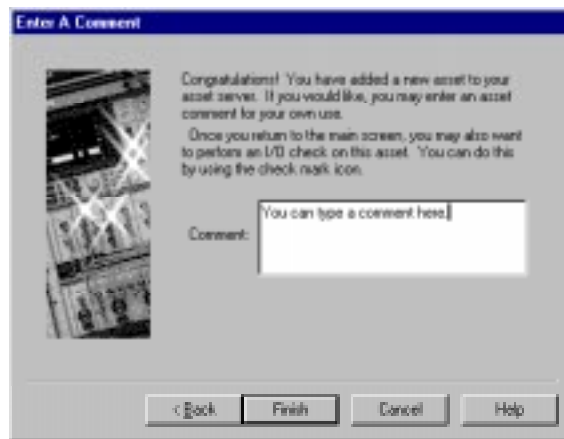 Enter A Comment
Congratulations! You have added a new asset to your
asset server. If you would like, you may enter an asset
comment for your own use.
Once you return to the main screen, you may also want
to perform an I/O check on this asset. You can do this
by using the check mark icon.
Comment:
You can type a comment here.
< Back
Finish
Cancel
Help